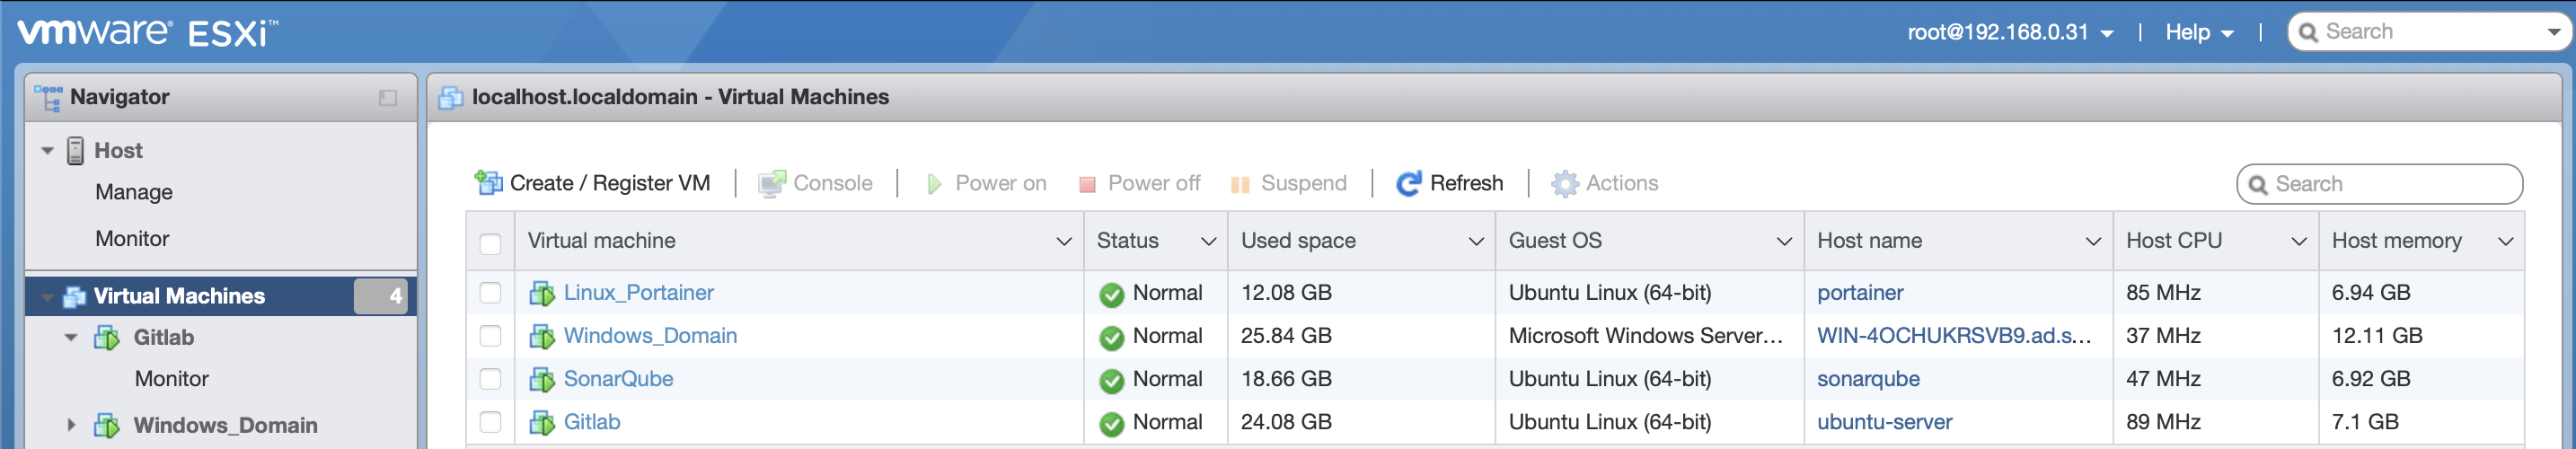 vmware® ESXi™
root@192.168.0.31 | Help | Search
Navigator
Host
Manage
Monitor
Virtual Machines 4
Gitlab
Monitor
Windows_Domain
localhost.localdomain - Virtual Machines
Create / Register VM | Console | Power on Power off Suspend | Refresh | Actions Search
Virtual machine Status Used space Guest OS Host name Host CPU Host memory
Linux_Portainer Normal 12.08 GB Ubuntu Linux (64-bit) portainer 85 MHz 6.94 GB
Windows_Domain Normal 25.84 GB Microsoft Windows Server... WIN-4OCHUKRSVB9.ad.s... 37 MHz 12.11 GB
SonarQube Normal 18.66 GB Ubuntu Linux (64-bit) sonarqube 47 MHz 6.92 GB
Gitlab Normal 24.08 GB Ubuntu Linux (64-bit) ubuntu-server 89 MHz 7.1 GB